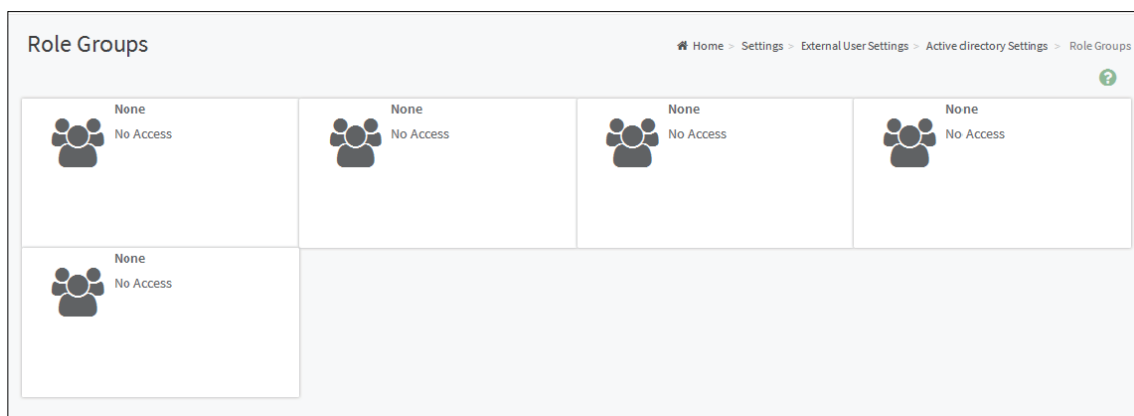 Role Groups
Home > Settings > External User Settings > Active directory Settings > Role Groups
?
None
No Access
None
No Access
None
No Access
None
No Access
None
No Access